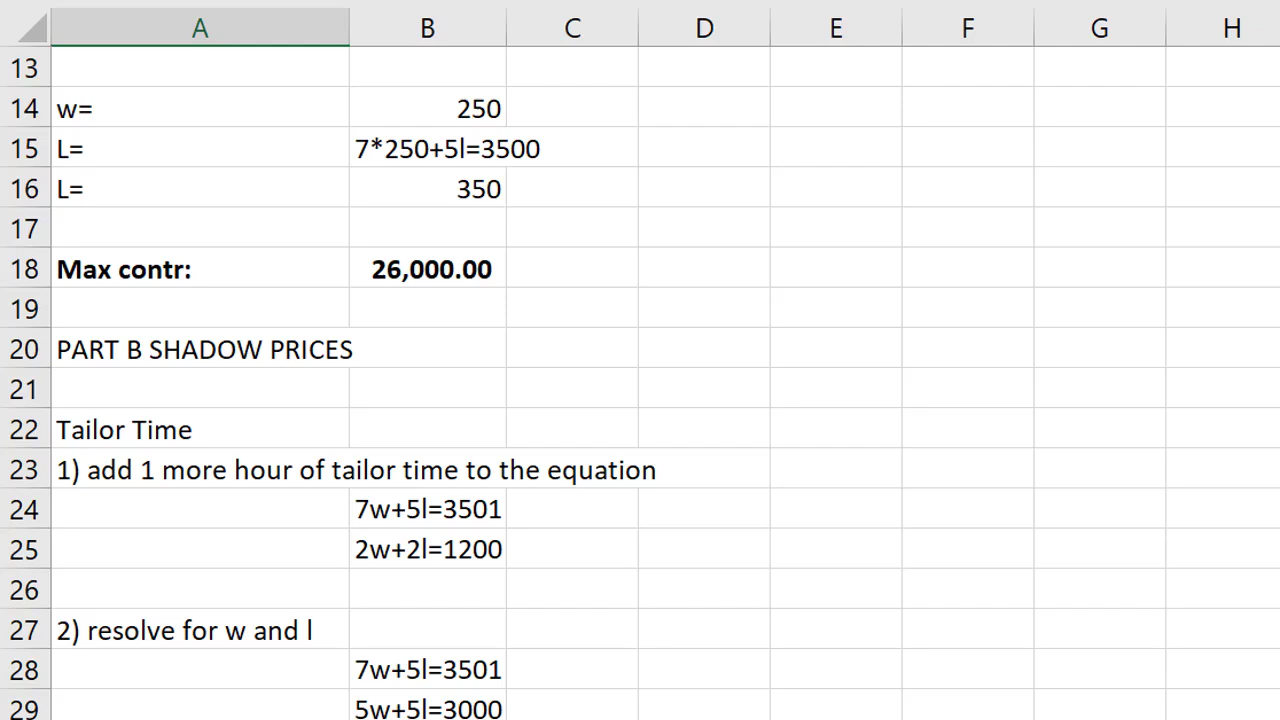 A B C D E F G H
13
14 w= 250
15 L= 7*250+5l=3500
16 L= 350
17
18 Max contr: 26,000.00
19
20 PART B SHADOW PRICES
21
22 Tailor Time
23 1) add 1 more hour of tailor time to the equation
24 7w+5l=3501
25 2w+2l=1200
26
27 2) resolve for w and l
28 7w+5l=3501
29 5w+5l=3000